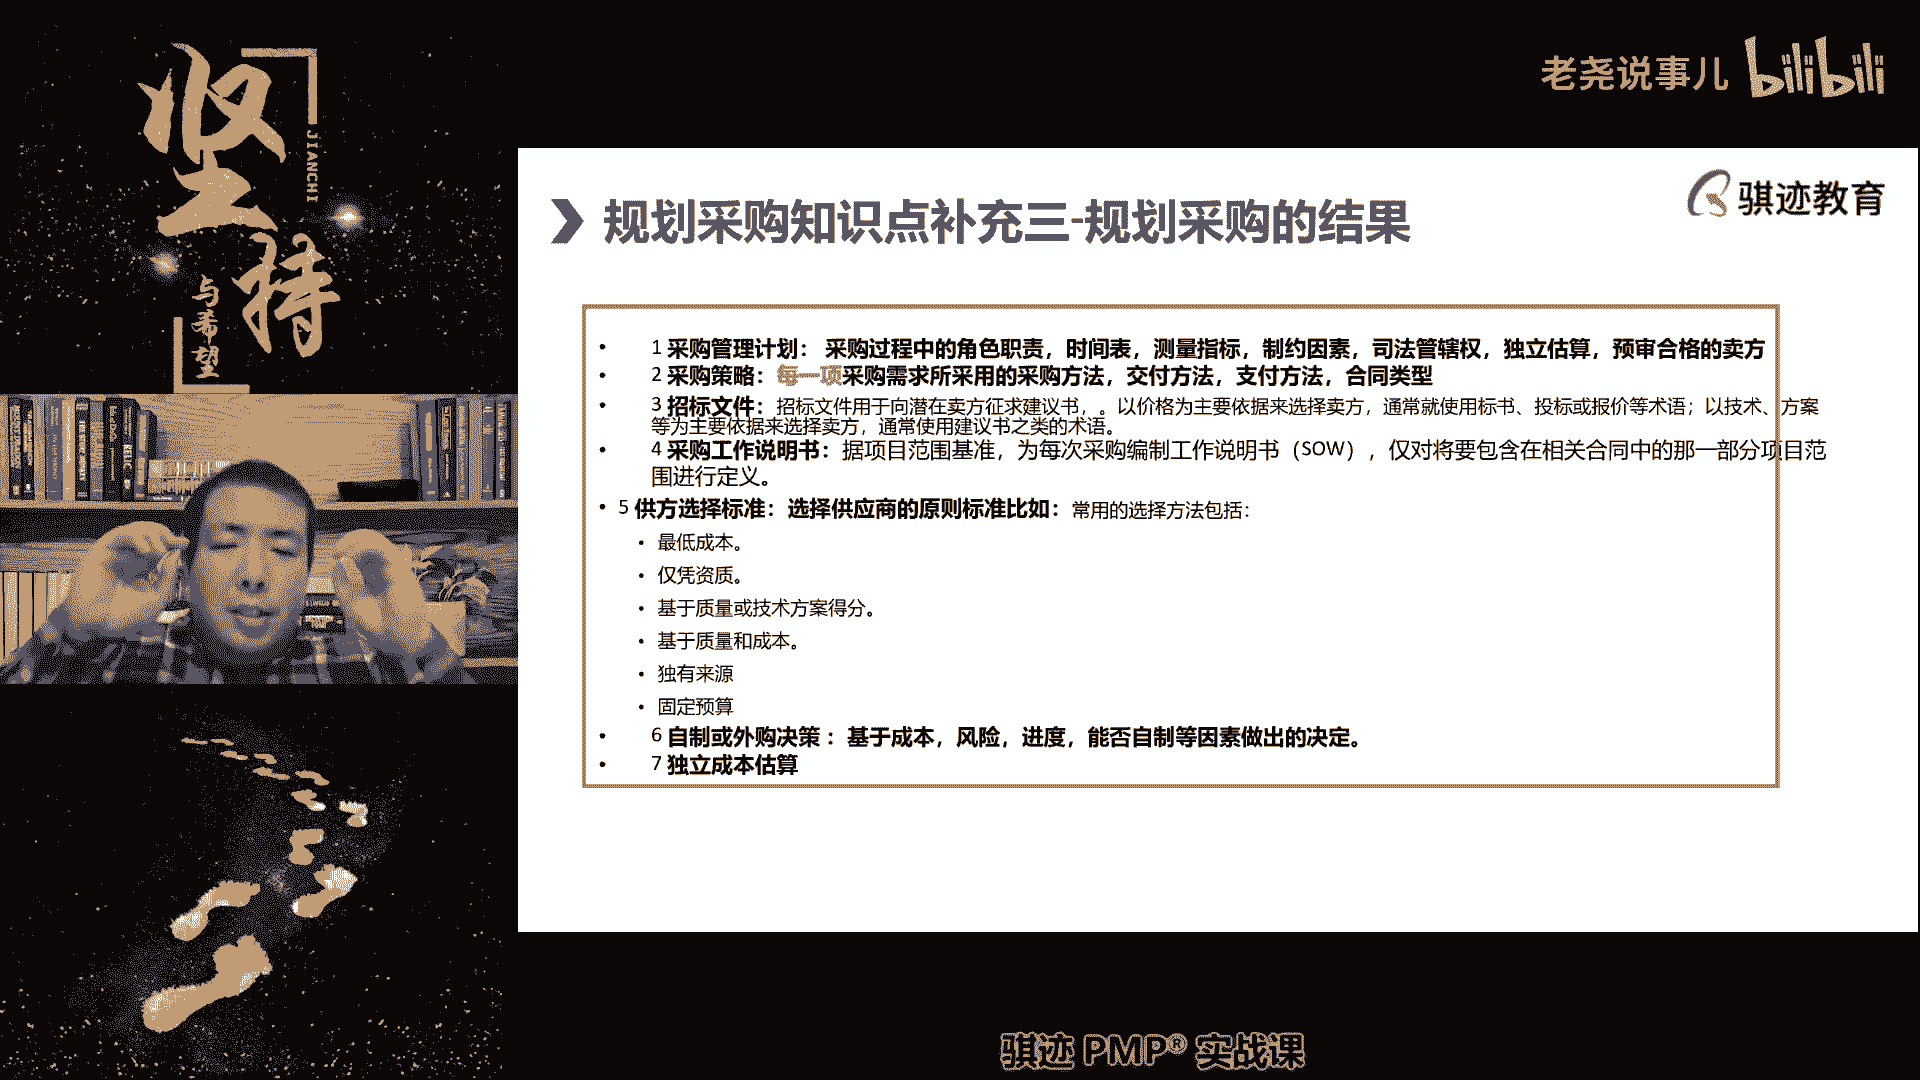 坚持
JIANCHI
与希望
老尧说事儿 bilibili
骐迹教育
规划采购知识点补充三-规划采购的结果
• 1 采购管理计划： 采购过程中的角色职责，时间表，测量指标，制约因素，司法管辖权，独立估算，预审合格的卖方
• 2 采购策略：每一项采购需求所采用的采购方法，交付方法，支付方法，合同类型
• 3 招标文件：招标文件用于向潜在卖方征求建议书，。以价格为主要依据来选择卖方，通常就使用标书、投标或报价等术语；以技术、方案
等为主要依据来选择卖方，通常使用建议书之类的术语。
• 4 采购工作说明书：据项目范围基准，为每次采购编制工作说明书（SOW），仅对将要包含在相关合同中的那一部分项目范
围进行定义。
• 5 供方选择标准：选择供应商的原则标准比如：常用的选择方法包括：
• 最低成本。
• 仅凭资质。
• 基于质量或技术方案得分。
• 基于质量和成本。
• 独有来源
• 固定预算
• 6 自制或外购决策 ：基于成本，风险，进度，能否自制等因素做出的决定。
• 7 独立成本估算
骐迹 PMP® 实战课